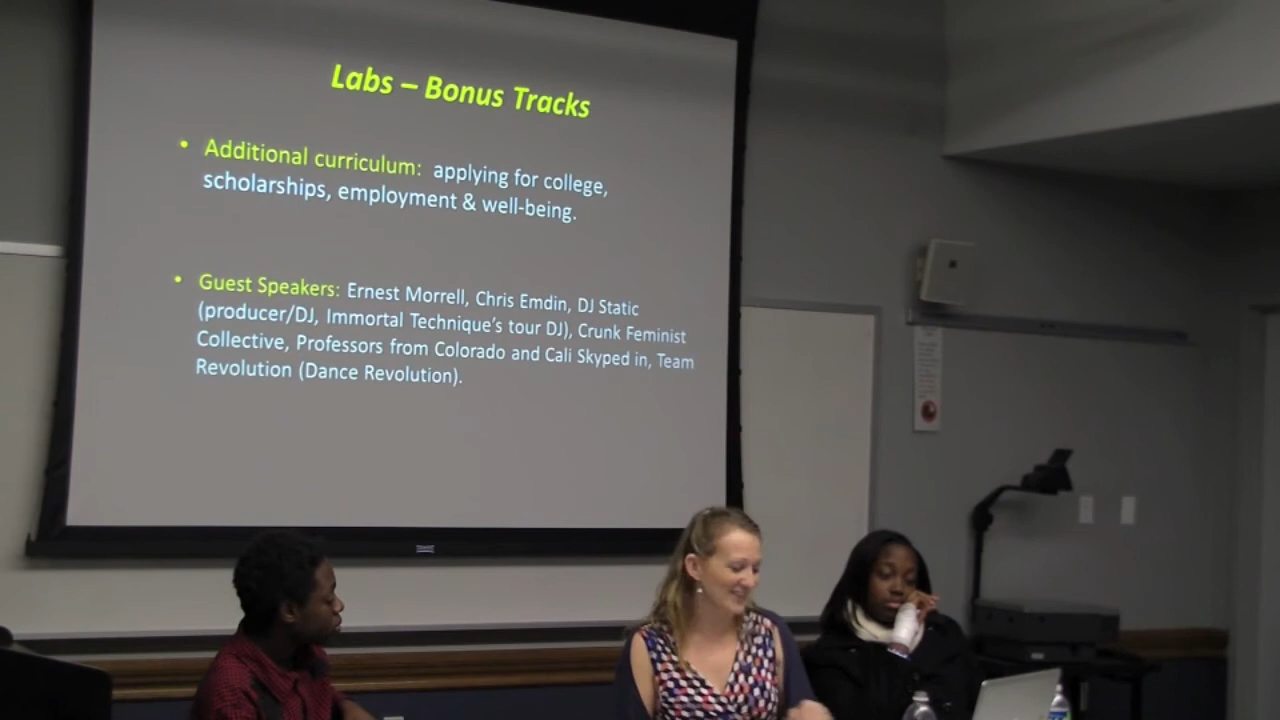 Labs – Bonus Tracks
• Additional curriculum: applying for college,
scholarships, employment & well-being.
• Guest Speakers: Ernest Morrell, Chris Emdin, DJ Static
(producer/DJ, Immortal Technique's tour DJ), Crunk Feminist
Collective, Professors from Colorado and Cali Skyped in, Team
Revolution (Dance Revolution).